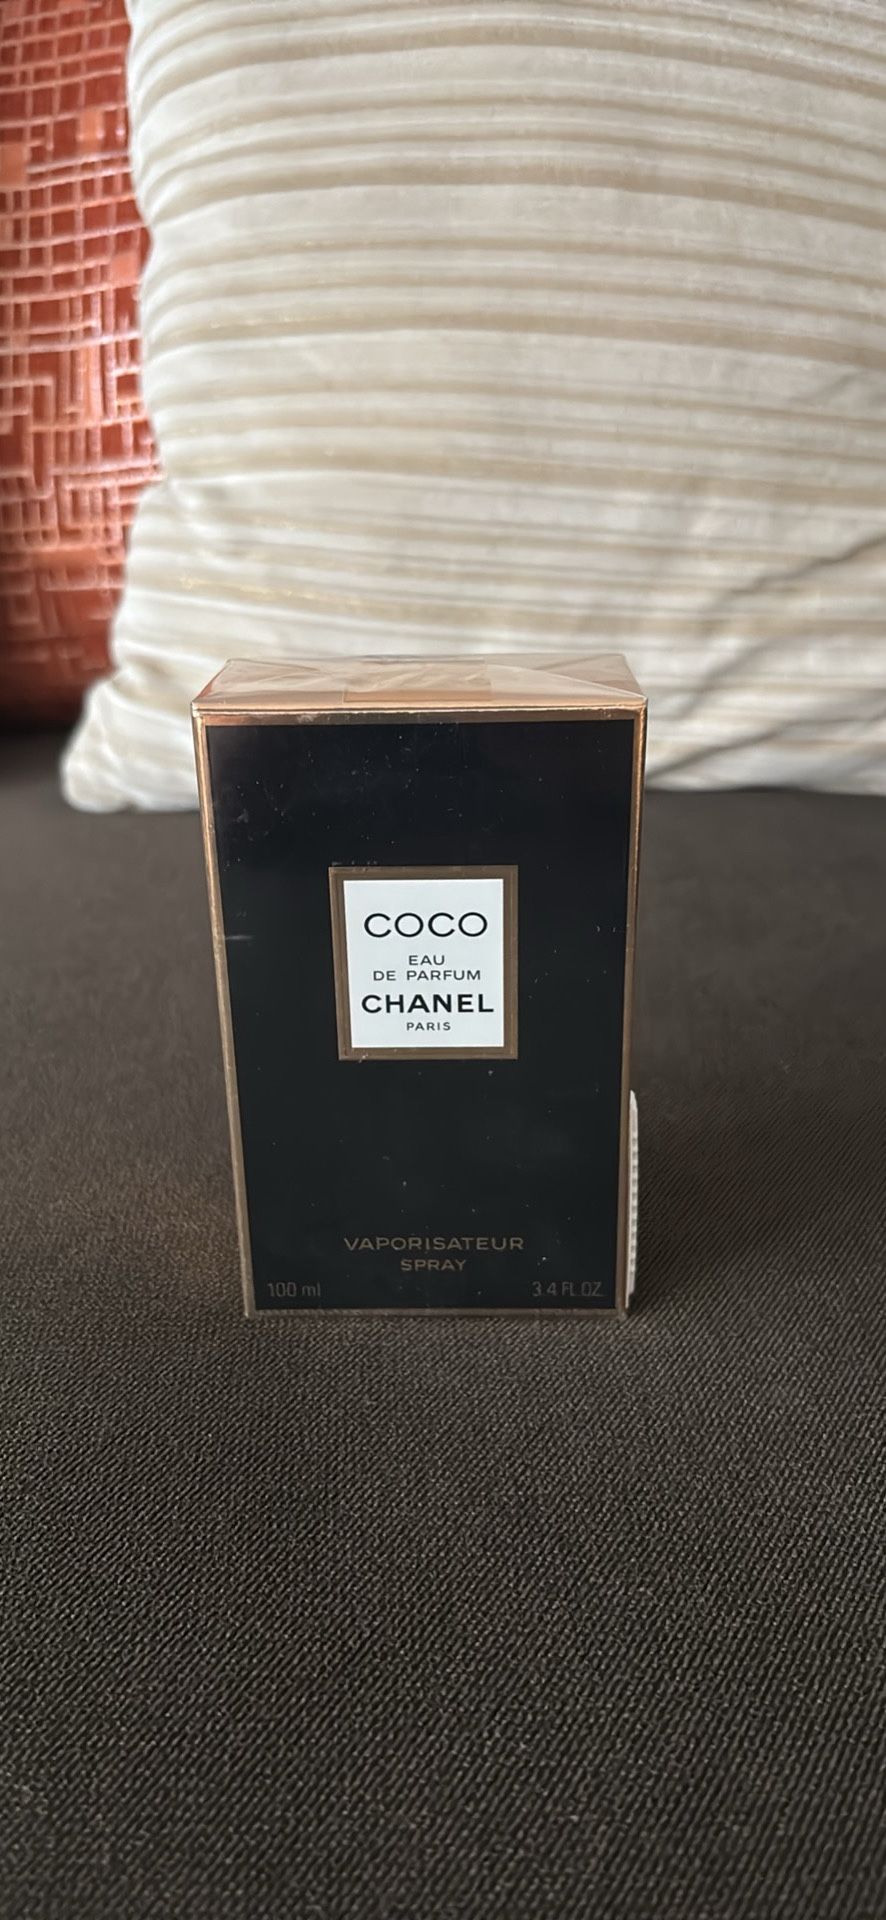 COCO
EAU
DE PARFUM
CHANEL
PARIS
VAPORISATEUR
SPRAY
100 ml
3.4 FL.OZ.